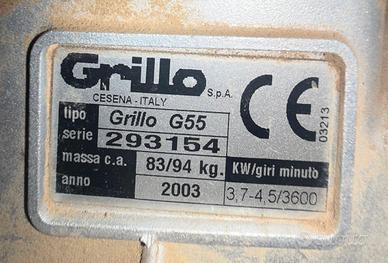 Grillo S.p.A.
CESENA - ITALY
tipo Grillo G55
serie 293154
massa c.a. 83/94 kg. KW/giri minuto
anno 2003 3,7-4,5/3600
CE
03213